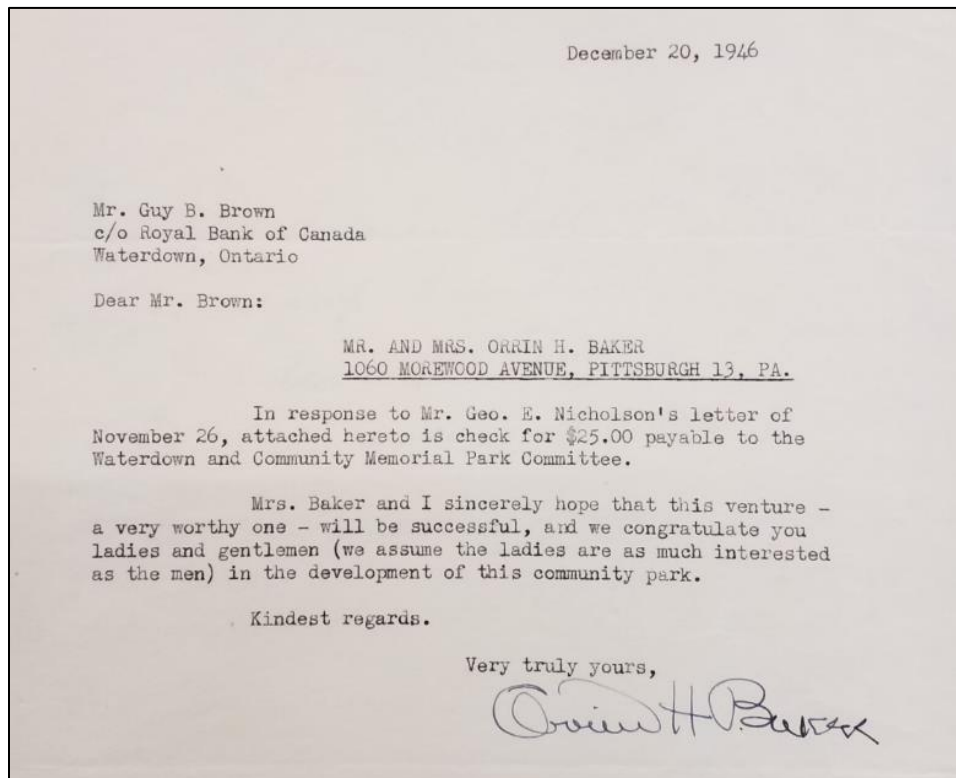 December 20, 1946
Mr. Guy B. Brown
c/o Royal Bank of Canada
Waterdown, Ontario
Dear Mr. Brown:
MR. AND MRS. ORRIN H. BAKER
1060 MOREWOOD AVENUE, PITTSBURGH 13, PA.
In response to Mr. Geo. E. Nicholson's letter of
November 26, attached hereto is check for $25.00 payable to the
Waterdown and Community Memorial Park Committee.
Mrs. Baker and I sincerely hope that this venture -
a very worthy one - will be successful, and we congratulate you
ladies and gentlemen (we assume the ladies are as much interested
as the men) in the development of this community park.
Kindest regards.
Very truly yours,
Orrin H. Baker